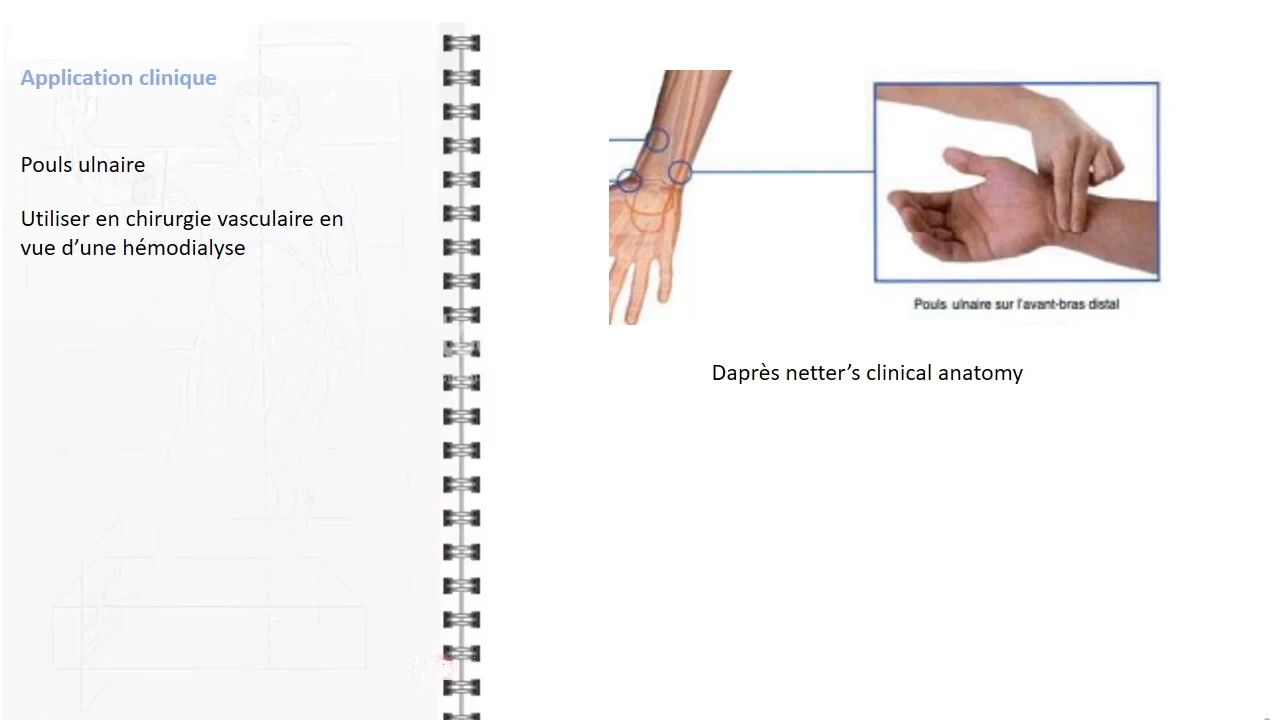 Application clinique
Pouls ulnaire
Utiliser en chirurgie vasculaire en
vue d’une hémodialyse
Pouls ulnaire sur l'avant-bras distal
Daprès netter’s clinical anatomy